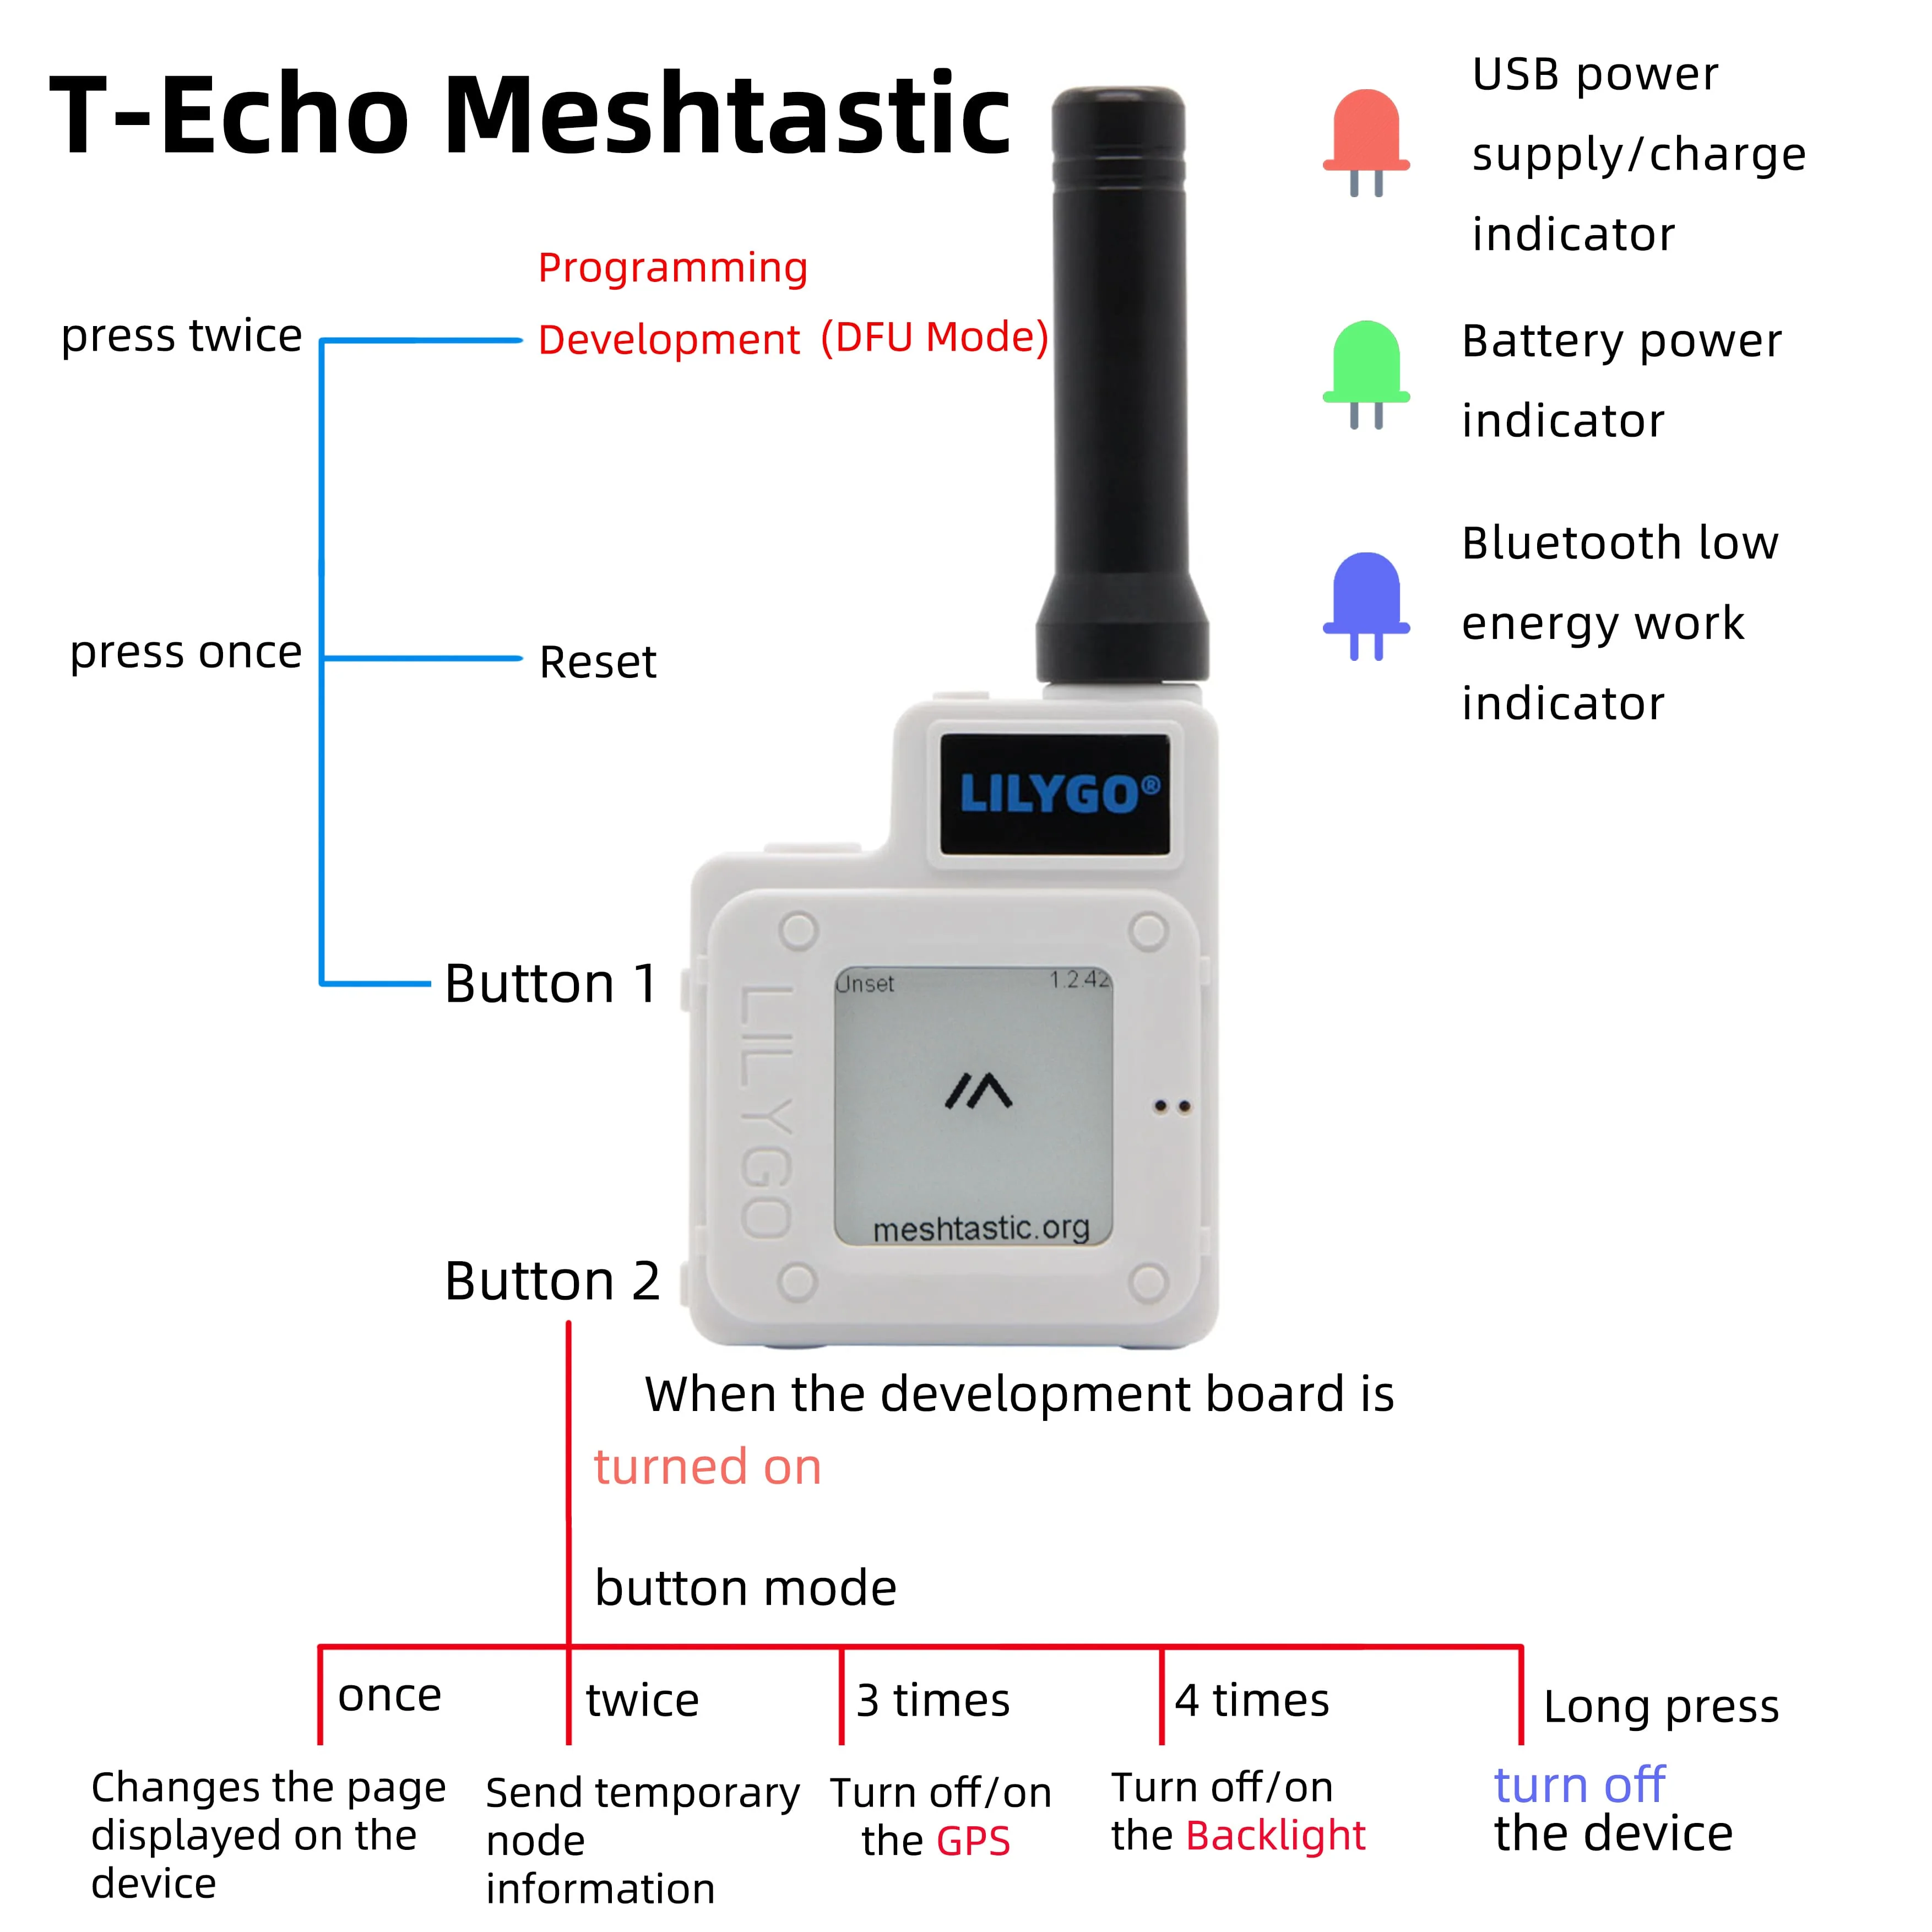 T-Echo Meshtastic
USB power
supply/charge
indicator
Programming
press twice
Development (DFU Mode)
Battery power
indicator
Bluetooth low
energy work
indicator
press once
Reset
LILYGO®
Button 1
Unset 1.2.42
LILYGO
meshtastic.org
Button 2
When the development board is
turned on
button mode
once
Changes the page
displayed on the
device
twice
Send temporary
node
information
3 times
Turn off/on
the GPS
4 times
Turn off/on
the Backlight
Long press
turn off
the device